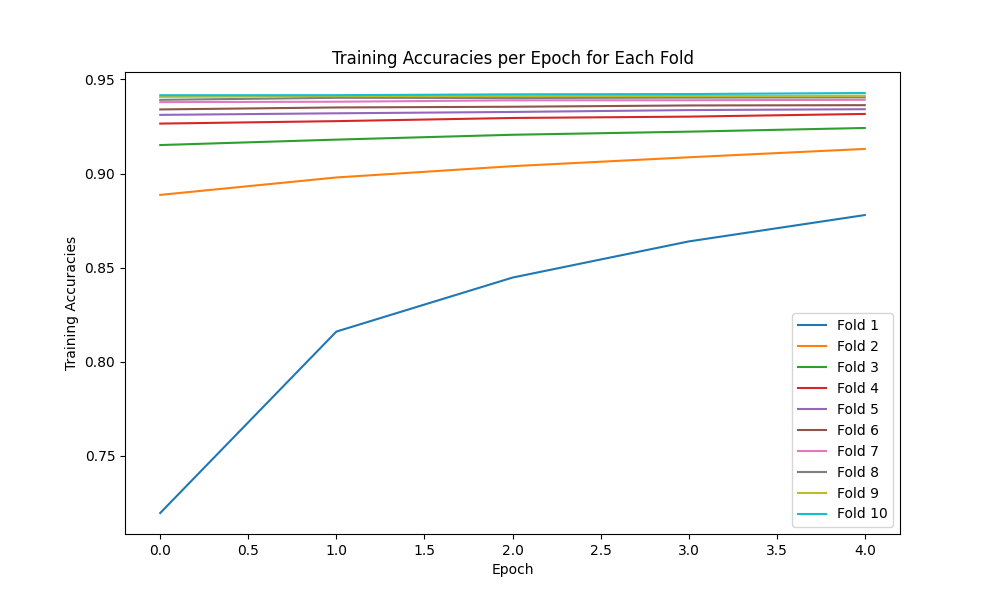 Training Accuracies per Epoch for Each Fold
Training Accuracies
0.95
0.90
0.85
0.80
0.75
0.0 0.5 1.0 1.5 2.0 2.5 3.0 3.5 4.0
Epoch
Fold 1
Fold 2
Fold 3
Fold 4
Fold 5
Fold 6
Fold 7
Fold 8
Fold 9
Fold 10